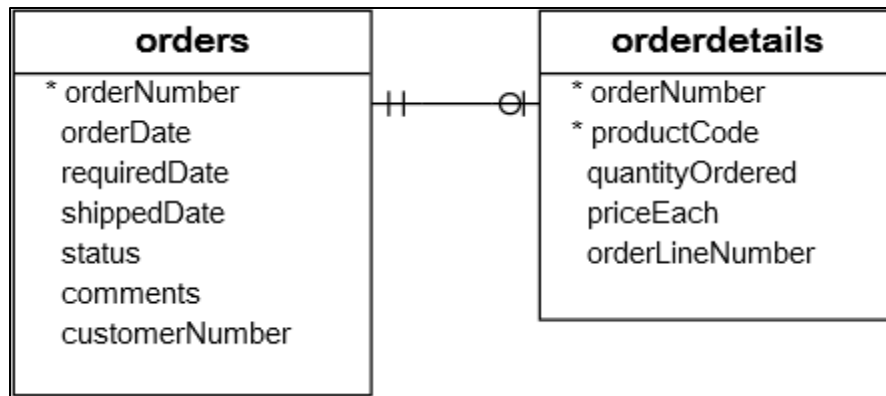 orders
* orderNumber
orderDate
requiredDate
shippedDate
status
comments
customerNumber
orderdetails
* orderNumber
* productCode
quantityOrdered
priceEach
orderLineNumber